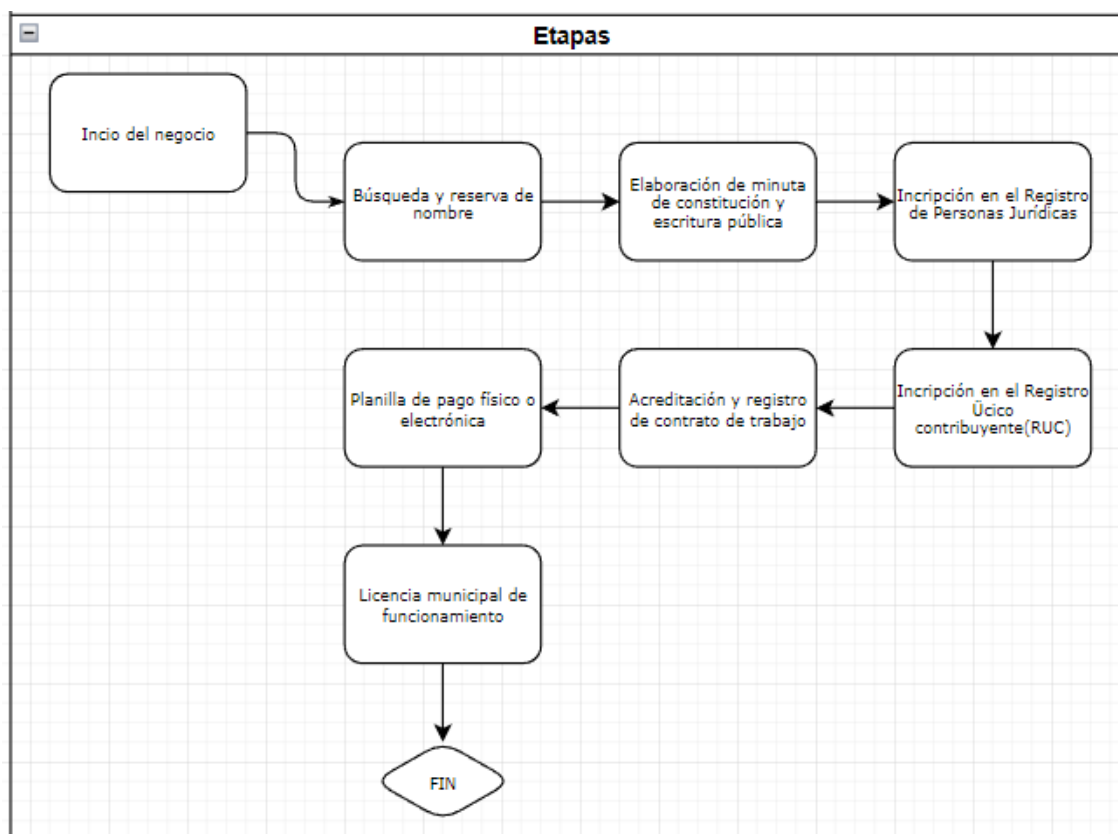 Etapas
Incio del negocio
Búsqueda y reserva de
nombre
Elaboración de minuta
de constitución y
escritura pública
Incripción en el Registro
de Personas Jurídicas
Incripción en el Registro
Ücico
contribuyente(RUC)
Acreditación y registro
de contrato de trabajo
Planilla de pago físico o
electrónica
Licencia municipal de
funcionamiento
FIN